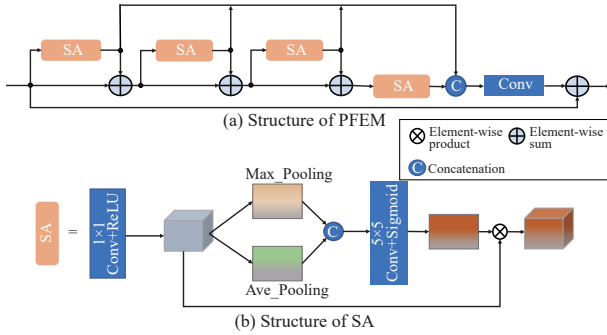 SA
SA
SA
SA
C
Conv
(a) Structure of PFEM
Element-wise
product
Element-wise
sum
C
Concatenation
SA
=
1×1
Conv+ReLU
Max_Pooling
Ave_Pooling
C
5×5
Conv+Sigmoid
(b) Structure of SA